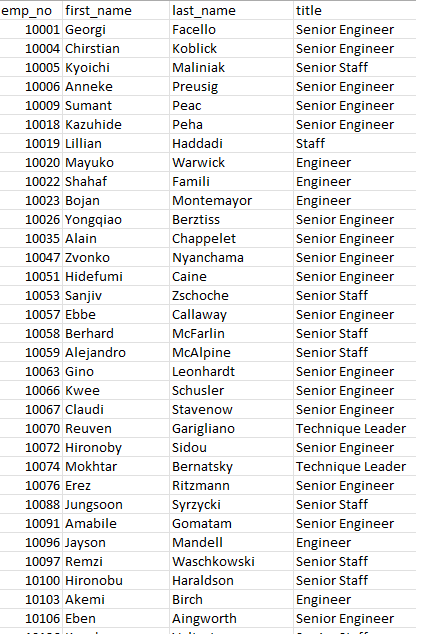 emp_no first_name last_name title
10001 Georgi Facello Senior Engineer
10004 Chirstian Koblick Senior Engineer
10005 Kyoichi Maliniak Senior Staff
10006 Anneke Preusig Senior Engineer
10009 Sumant Peac Senior Engineer
10018 Kazuhide Peha Senior Engineer
10019 Lillian Haddadi Staff
10020 Mayuko Warwick Engineer
10022 Shahaf Famili Engineer
10023 Bojan Montemayor Engineer
10026 Yongqiao Berztiss Senior Engineer
10035 Alain Chappelet Senior Engineer
10047 Zvonko Nyanchama Senior Engineer
10051 Hidefumi Caine Senior Engineer
10053 Sanjiv Zschoche Senior Staff
10057 Ebbe Callaway Senior Engineer
10058 Berhard McFarlin Senior Staff
10059 Alejandro McAlpine Senior Staff
10063 Gino Leonhardt Senior Engineer
10066 Kwee Schusler Senior Engineer
10067 Claudi Stavenow Senior Engineer
10070 Reuven Garigliano Technique Leader
10072 Hironoby Sidou Senior Engineer
10074 Mokhtar Bernatsky Technique Leader
10076 Erez Ritzmann Senior Engineer
10088 Jungsoon Syrzycki Senior Staff
10091 Amabile Gomatam Senior Engineer
10096 Jayson Mandell Engineer
10097 Remzi Waschkowski Senior Staff
10100 Hironobu Haraldson Senior Staff
10103 Akemi Birch Engineer
10106 Eben Aingworth Senior Engineer